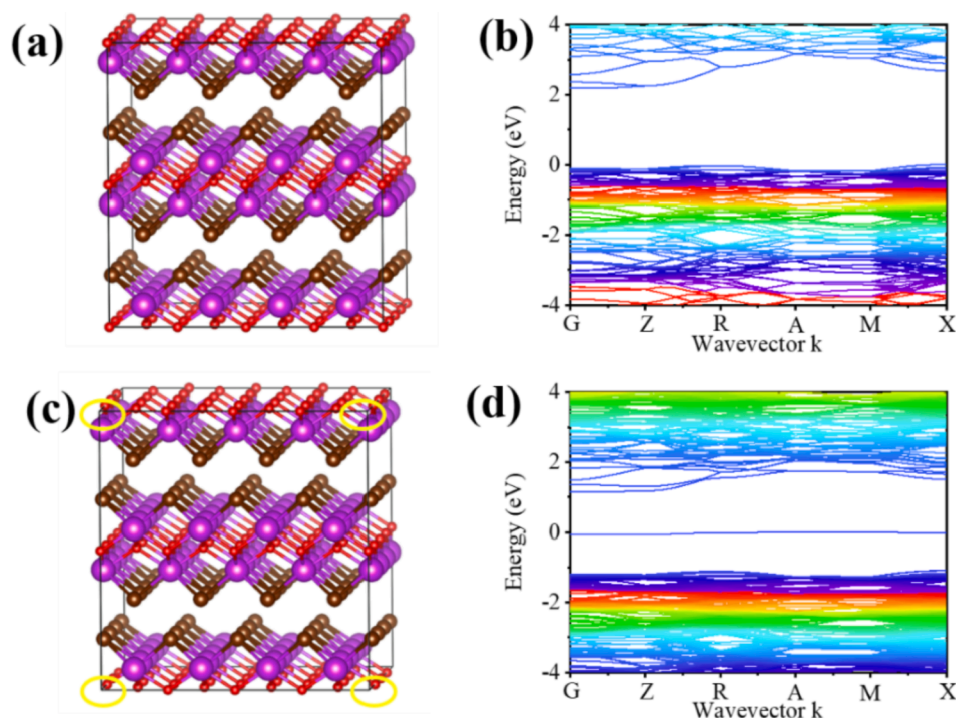 (a)
(b)
4
2
0
-2
-4
Energy (eV)
G Z R A M X
Wavevector k
(c)
(d)
4
2
0
-2
-4
Energy (eV)
G Z R A M X
Wavevector k